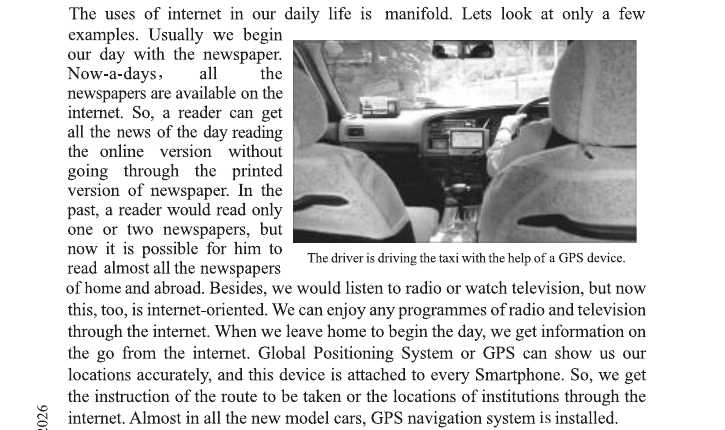 The uses of internet in our daily life is manifold. Lets look at only a few
examples. Usually we begin
our day with the newspaper.
Now-a-days, all the
newspapers are available on the
internet. So, a reader can get
all the news of the day reading
the online version without
going through the printed
version of newspaper. In the
past, a reader would read only
one or two newspapers, but
now it is possible for him to
read almost all the newspapers
The driver is driving the taxi with the help of a GPS device.
of home and abroad. Besides, we would listen to radio or watch television, but now
this, too, is internet-oriented. We can enjoy any programmes of radio and television
through the internet. When we leave home to begin the day, we get information on
the go from the internet. Global Positioning System or GPS can show us our
locations accurately, and this device is attached to every Smartphone. So, we get
the instruction of the route to be taken or the locations of institutions through the
internet. Almost in all the new model cars, GPS navigation system is installed.
2026